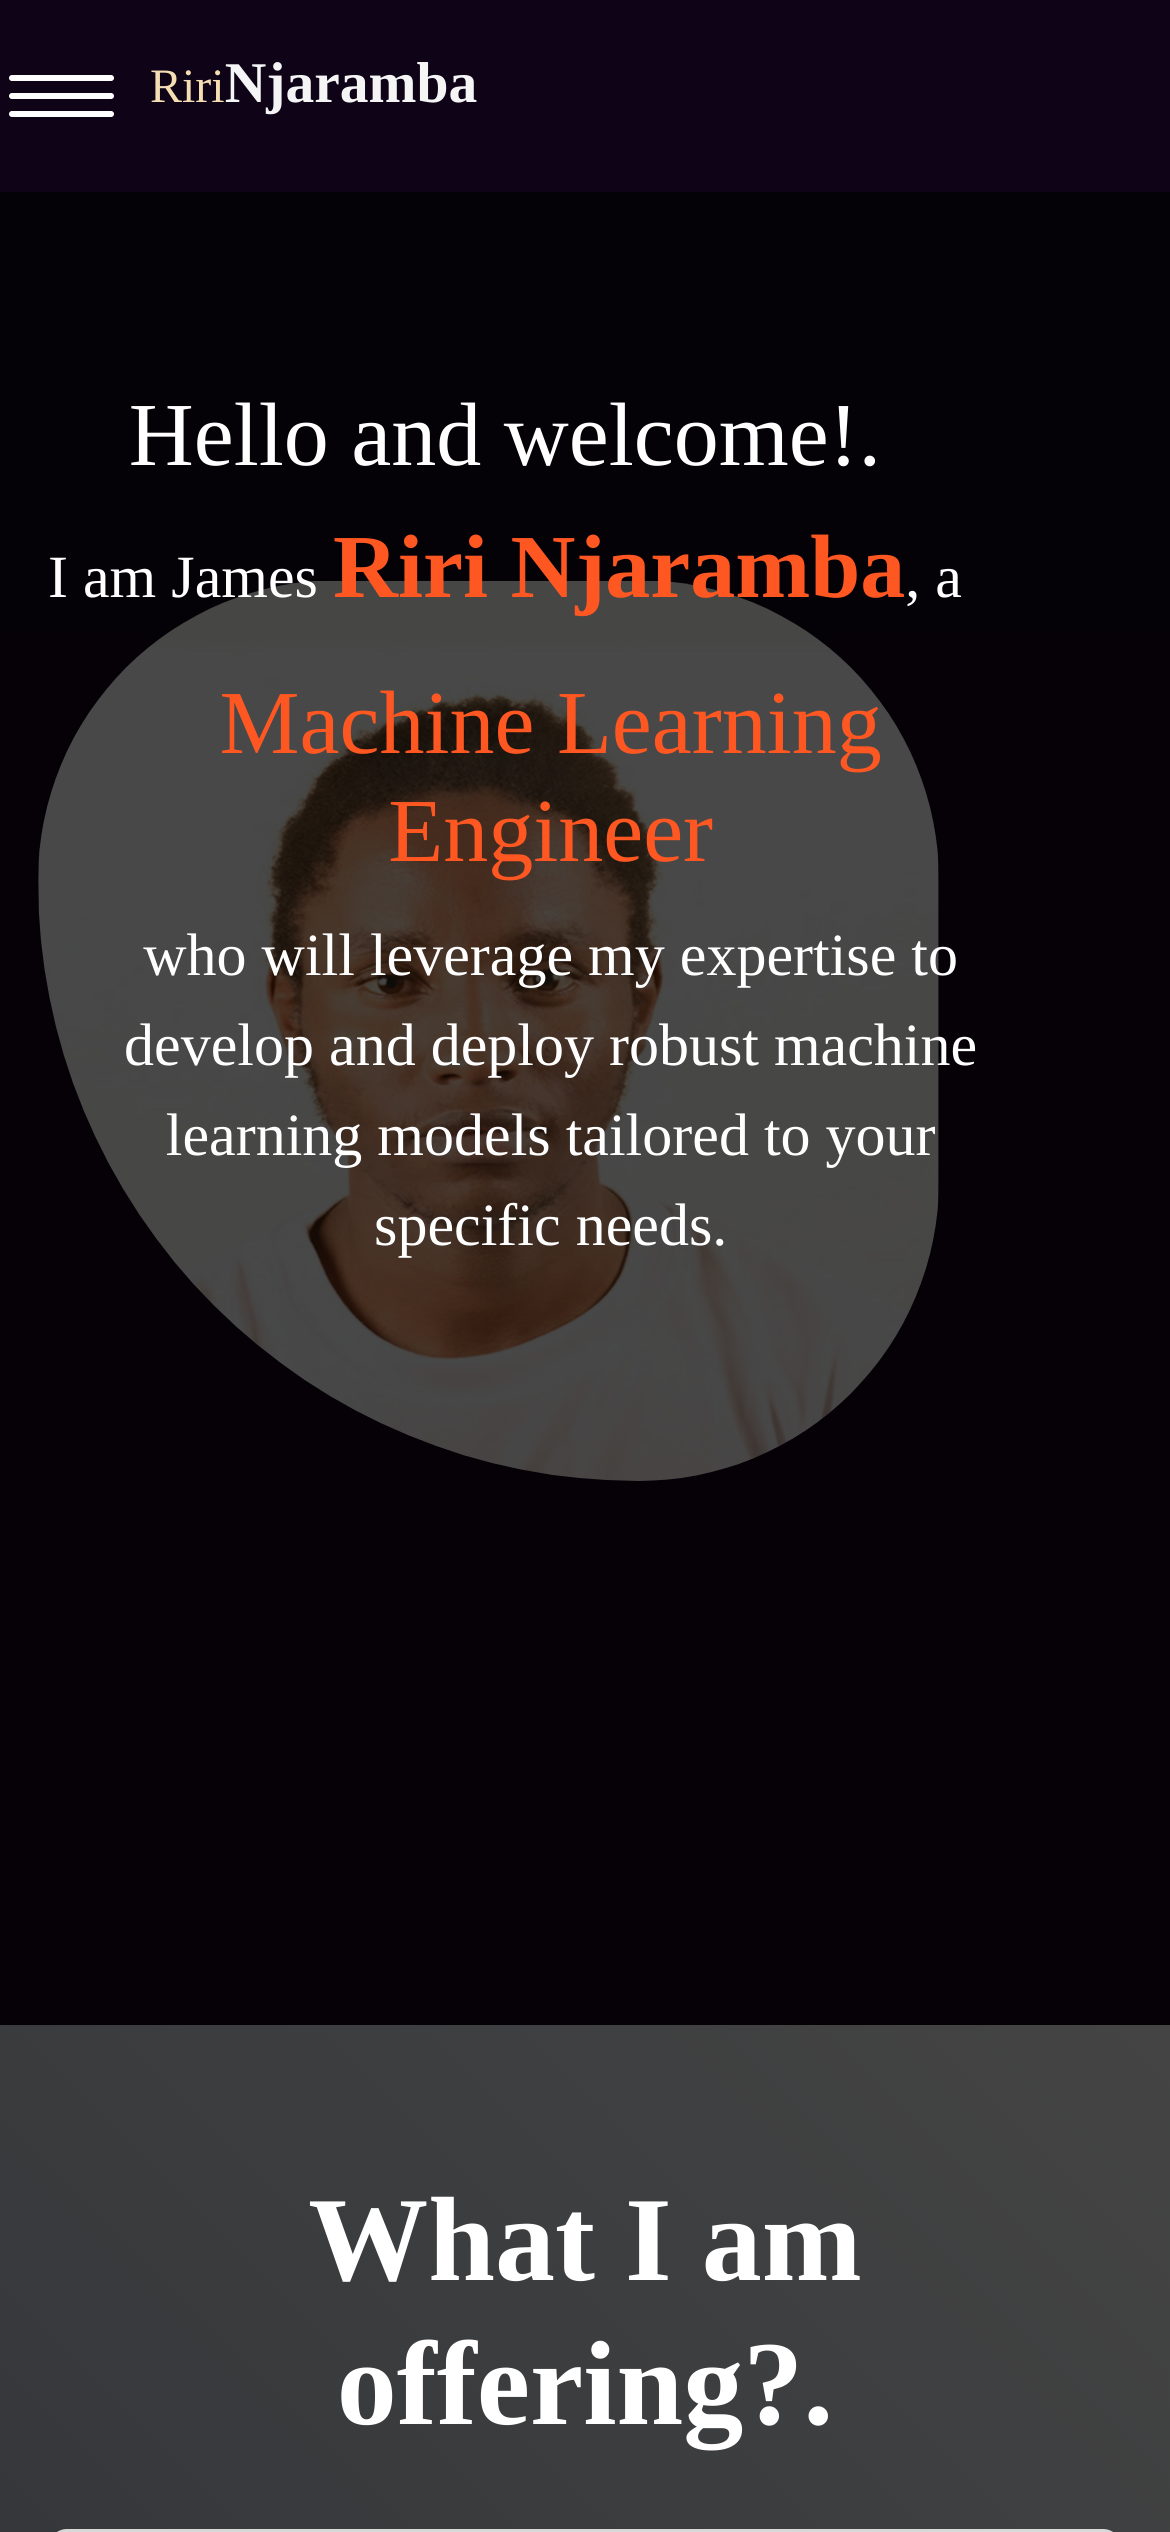 RiriNjaramba
Hello and welcome!.
I am James Riri Njaramba, a
Machine Learning
Engineer
who will leverage my expertise to
develop and deploy robust machine
learning models tailored to your
specific needs.
What I am
offering?.